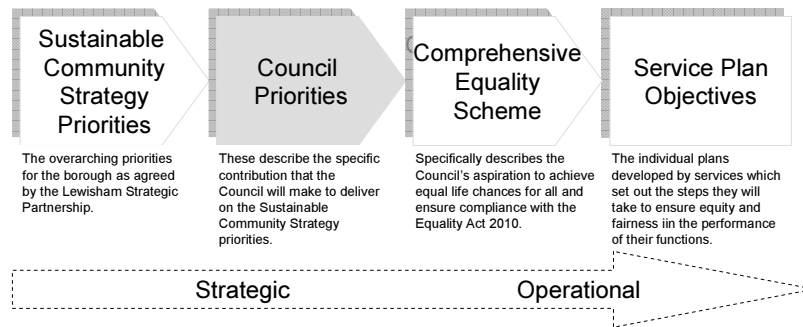 Sustainable
Community
Strategy
Priorities
Council
Priorities
Comprehensive
Equality
Scheme
Service Plan
Objectives
The overarching priorities
for the borough as agreed
by the Lewisham Strategic
Partnership.
These describe the specific
contribution that the
Council will make to deliver
on the Sustainable
Community Strategy
priorities.
Specifically describes the
Council's aspiration to achieve
equal life chances for all and
ensure compliance with the
Equality Act 2010.
The individual plans
developed by services which
set out the steps they will
take to ensure equity and
fairness iin the performance
of their functions.
Strategic
Operational